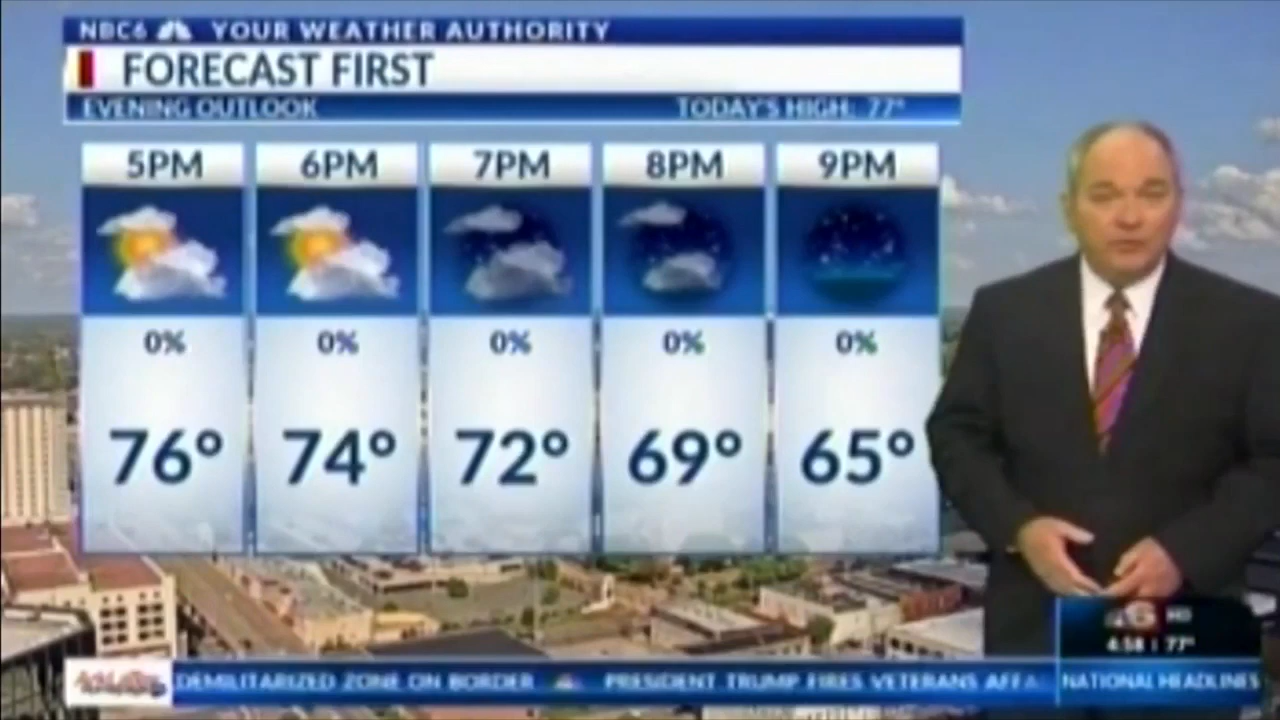 NBC6 YOUR WEATHER AUTHORITY
FORECAST FIRST
EVENING OUTLOOK TODAY'S HIGH: 77°
5PM 6PM 7PM 8PM 9PM
0% 0% 0% 0% 0%
76° 74° 72° 69° 65°
6 HD
4:58 77°
DEMILITARIZED ZONE ON BORDER PRESIDENT TRUMP FIRES VETERANS AFFA NATIONAL HEADLINES